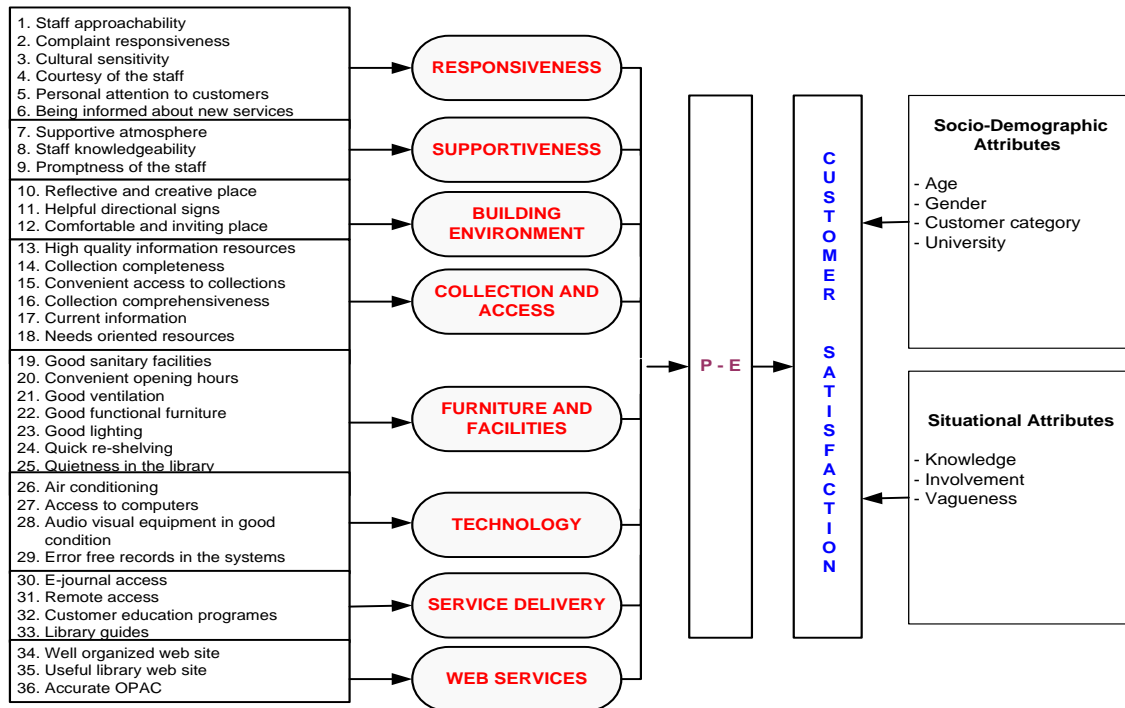 1. Staff approachability
2. Complaint responsiveness
3. Cultural sensitivity
4. Courtesy of the staff
5. Personal attention to customers
6. Being informed about new services
7. Supportive atmosphere
8. Staff knowledgeability
9. Promptness of the staff
10. Reflective and creative place
11. Helpful directional signs
12. Comfortable and inviting place
13. High quality information resources
14. Collection completeness
15. Convenient access to collections
16. Collection comprehensiveness
17. Current information
18. Needs oriented resources
19. Good sanitary facilities
20. Convenient opening hours
21. Good ventilation
22. Good functional furniture
23. Good lighting
24. Quick re-shelving
25. Quietness in the library
26. Air conditioning
27. Access to computers
28. Audio visual equipment in good
condition
29. Error free records in the systems
30. E-journal access
31. Remote access
32. Customer education programes
33. Library guides
34. Well organized web site
35. Useful library web site
36. Accurate OPAC
RESPONSIVENESS
SUPPORTIVENESS
BUILDING
ENVIRONMENT
COLLECTION AND
ACCESS
FURNITURE AND
FACILITIES
TECHNOLOGY
SERVICE DELIVERY
WEB SERVICES
P - E
CUSTOMER SATISFACTION
Socio-Demographic
Attributes
- Age
- Gender
- Customer category
- University
Situational Attributes
- Knowledge
- Involvement
- Vagueness